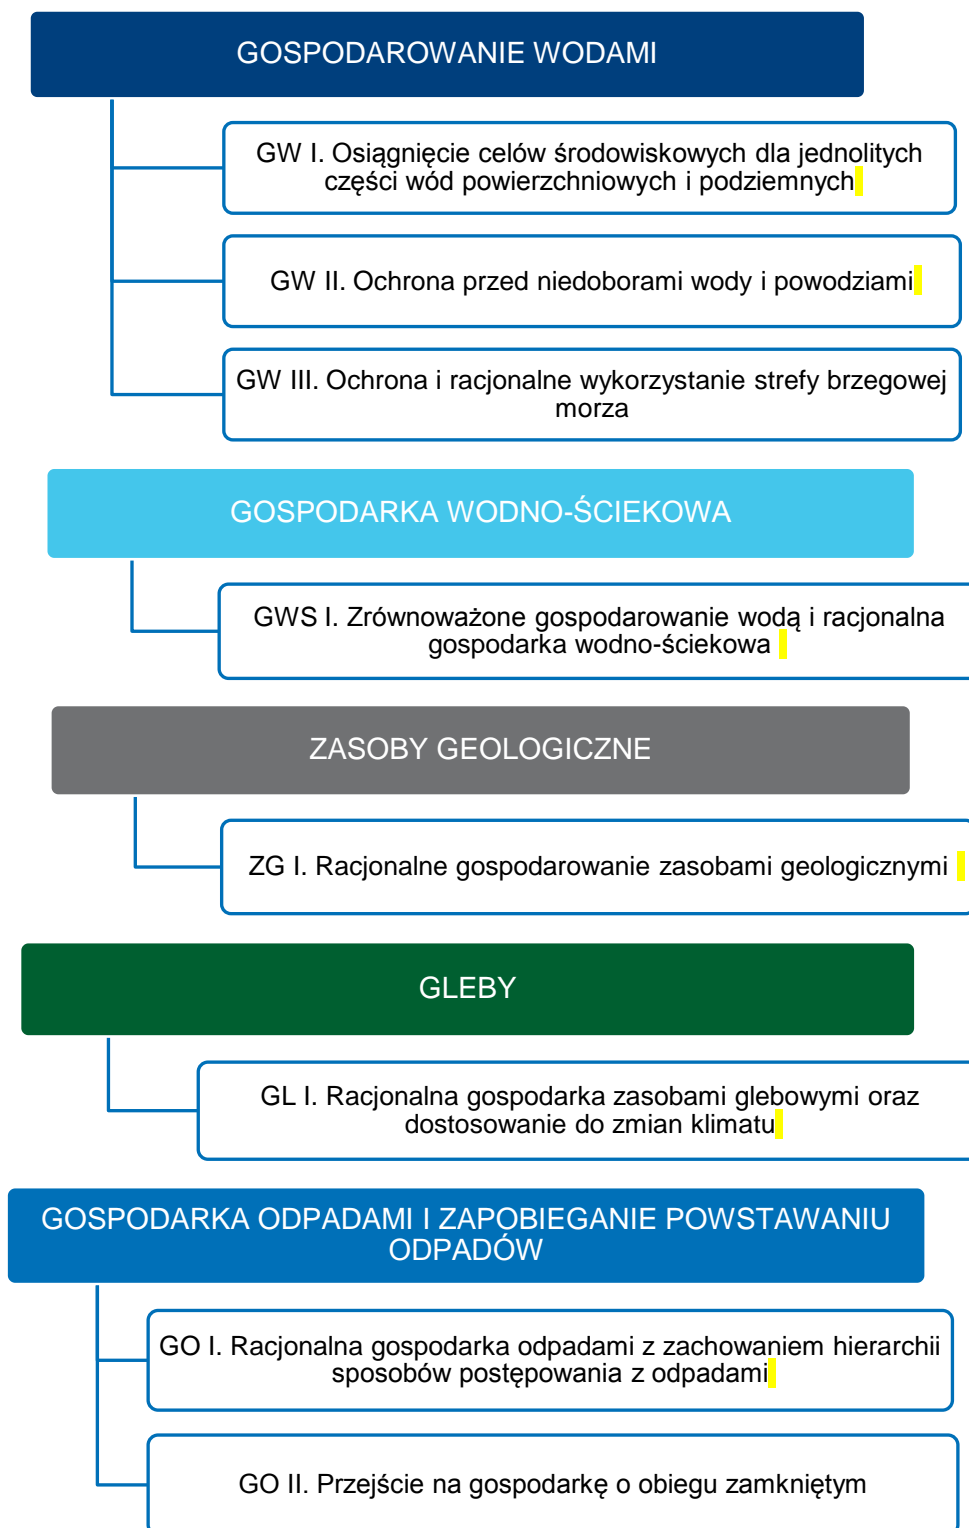 GOSPODAROWANIE WODAMI
GW I. Osiągnięcie celów środowiskowych dla jednolitych
części wód powierzchniowych i podziemnych
GW II. Ochrona przed niedoborami wody i powodziami
GW III. Ochrona i racjonalne wykorzystanie strefy brzegowej
morza
GOSPODARKA WODNO-ŚCIEKOWA
GWS I. Zrównoważone gospodarowanie wodą i racjonalna
gospodarka wodno-ściekowa
ZASOBY GEOLOGICZNE
ZG I. Racjonalne gospodarowanie zasobami geologicznymi
GLEBY
GL I. Racjonalna gospodarka zasobami glebowymi oraz
dostosowanie do zmian klimatu
GOSPODARKA ODPADAMI I ZAPOBIEGANIE POWSTAWANIU
ODPADÓW
GO I. Racjonalna gospodarka odpadami z zachowaniem hierarchii
sposobów postępowania z odpadami
GO II. Przejście na gospodarkę o obiegu zamkniętym